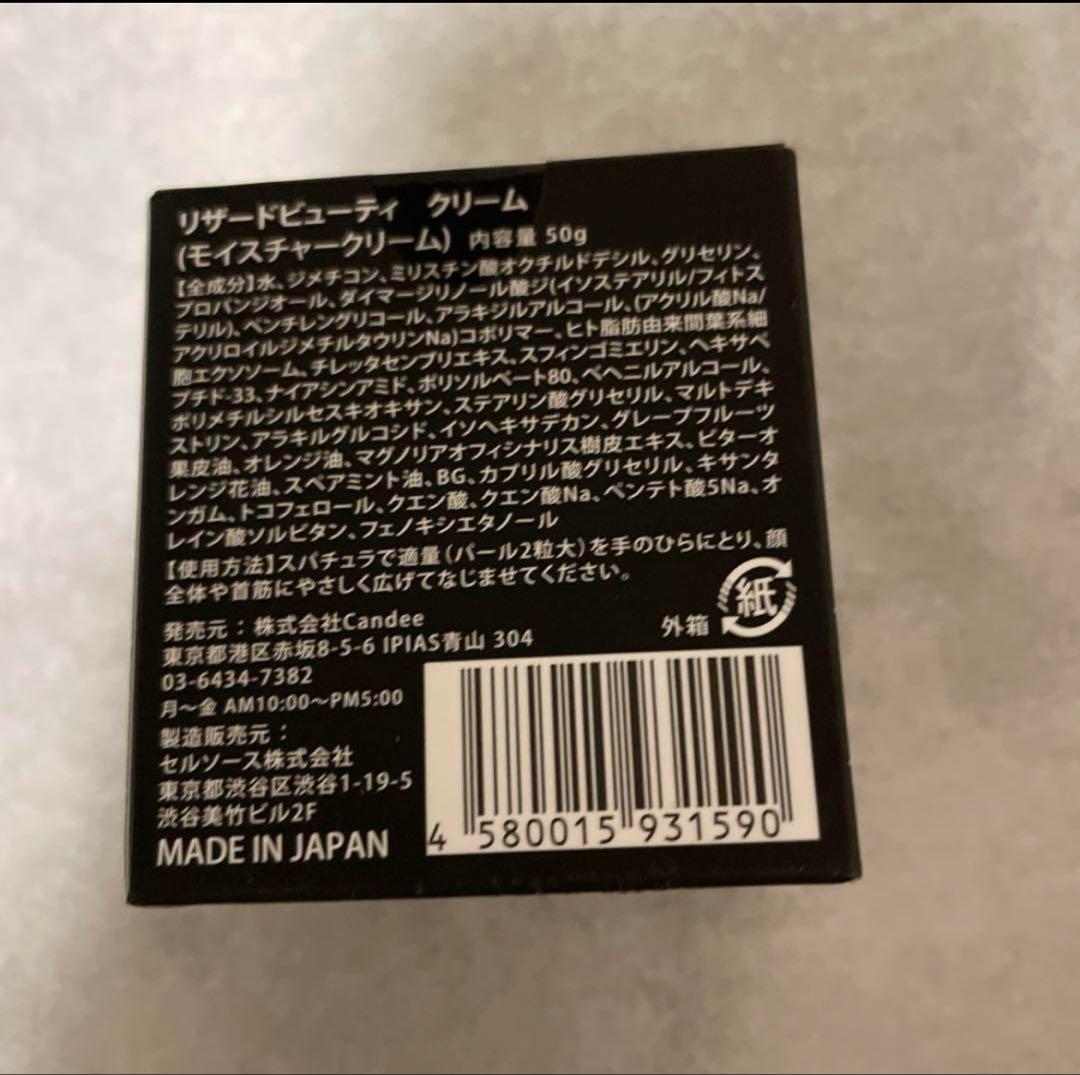 リザードビューティ　クリーム
(モイスチャークリーム) 内容量 50g
【全成分】水、ジメチコン、ミリスチン酸オクチルドデシル、グリセリン、
プロパンジオール、ダイマージリノール酸ジ(イソステアリル/フィトス
テリル)、ペンチレングリコール、アラキジルアルコール、(アクリル酸Na/
アクリロイルジメチルタウリンNa)コポリマー、ヒト脂肪由来間葉系細
胞エクソソーム、チレッタセンブリエキス、スフィンゴミエリン、ヘキサペ
プチド-33、ナイアシンアミド、ポリソルベート80、ベヘニルアルコール、
ポリメチルシルセスキオキサン、ステアリン酸グリセリル、マルトデキ
ストリン、アラキルグルコシド、イソヘキサデカン、グレープフルーツ
果皮油、オレンジ油、マグノリアオフィシナリス樹皮エキス、ビターオ
レンジ花油、スペアミント油、BG、カプリル酸グリセリル、キサンタ
ンガム、トコフェロール、クエン酸、クエン酸Na、ペンテト酸5Na、オ
レイン酸ソルビタン、フェノキシエタノール
【使用方法】スパチュラで適量(パール2粒大)を手のひらにとり、顔
全体や首筋にやさしく広げてなじませてください。
発売元：株式会社Candee
東京都港区赤坂8-5-6 IPIAS青山 304
03-6434-7382
月〜金 AM10:00〜PM5:00
製造販売元：
セルソース株式会社
東京都渋谷区渋谷1-19-5
渋谷美竹ビル2F
MADE IN JAPAN
外箱 紙
4 580015 931590